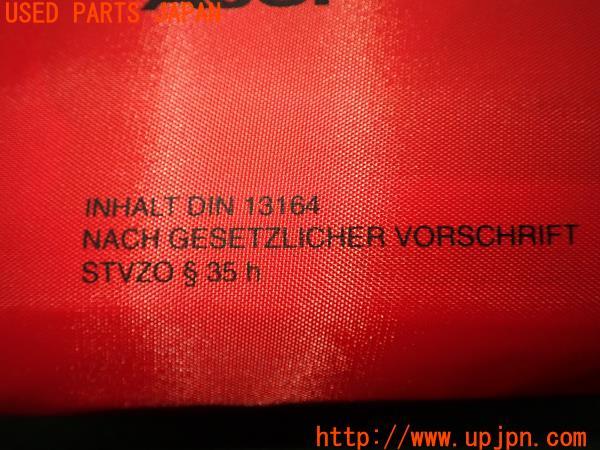 USED PARTS JAPAN
INHALT DIN 13164
NACH GESETZLICHER VORSCHRIFT
STVZO § 35 h
http://www.upjpn.com